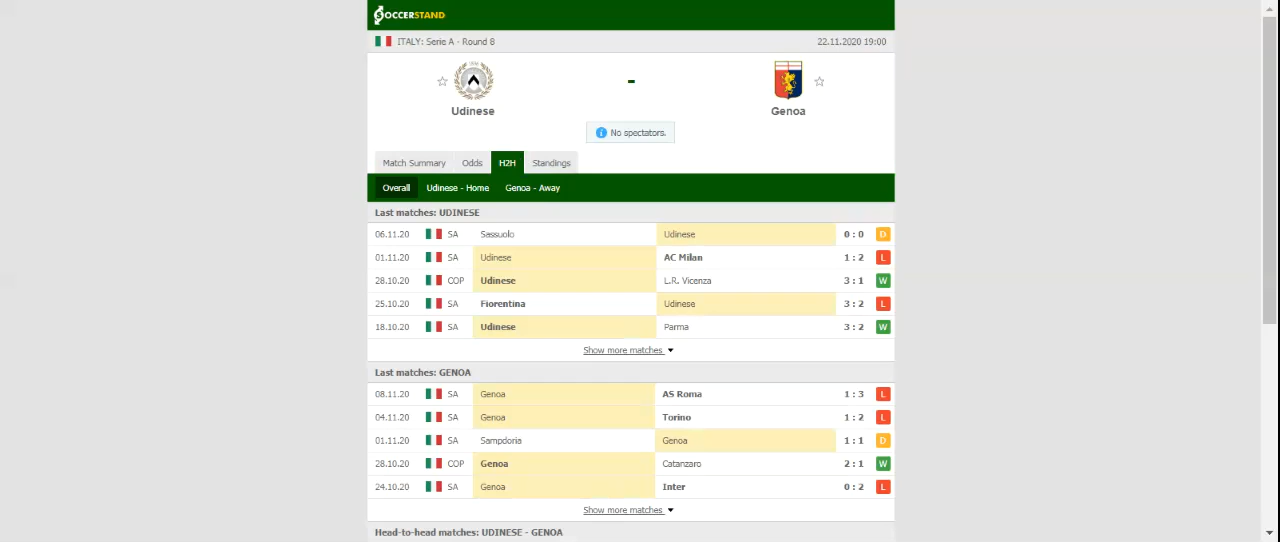 SOCCERSTAND
ITALY: Serie A - Round 8 22.11.2020 19:00
-
Udinese Genoa
No spectators.
Match Summary Odds H2H Standings
Overall Udinese - Home Genoa - Away
Last matches: UDINESE
06.11.20 SA Sassuolo Udinese 0 : 0 D
01.11.20 SA Udinese AC Milan 1 : 2 L
28.10.20 COP Udinese L.R. Vicenza 3 : 1 W
25.10.20 SA Fiorentina Udinese 3 : 2 L
18.10.20 SA Udinese Parma 3 : 2 W
Show more matches
Last matches: GENOA
08.11.20 SA Genoa AS Roma 1 : 3 L
04.11.20 SA Genoa Torino 1 : 2 L
01.11.20 SA Sampdoria Genoa 1 : 1 D
28.10.20 COP Genoa Catanzaro 2 : 1 W
24.10.20 SA Genoa Inter 0 : 2 L
Show more matches
Head-to-head matches: UDINESE - GENOA